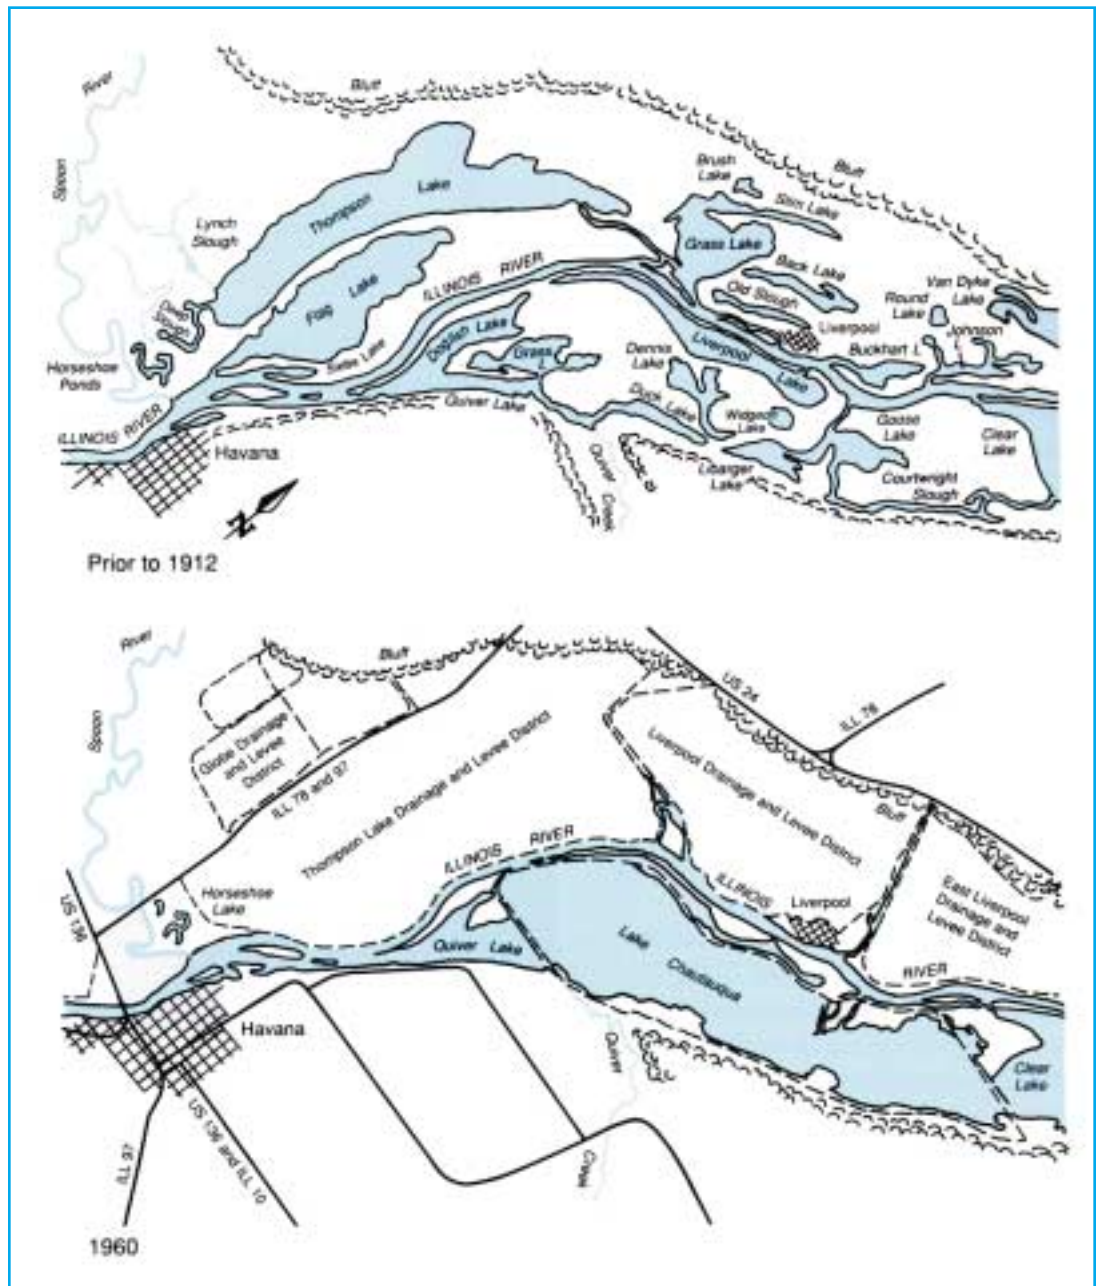 Bluff
River
Spoon
Lynch
Slough
Thompson Lake
Flag Lake
Deep
Slough
Horseshoe
Ponds
ILLINOIS RIVER
Havana
N
ILLINOIS RIVER
Swan Lake
Dogfish Lake
Grass
L
Quiver Lake
Quiver Creek
Brush
Lake
Bluff
Stirn Lake
Grass Lake
Back Lake
Old Slough
Van Dyke
Lake
Round
Lake
Liverpool
Johnson
Buckhart L
Liverpool
Lake
Dennis
Lake
Duck Lake
Widgeon
Lake
Goose
Lake
Clear
Lake
Libarger
Lake
Courtwright
Slough
Prior to 1912
River
Spoon
Bluff
US 24
ILL 78
Globe Drainage
and Levee
District
ILL 78 and 97
Thompson Lake Drainage and Levee District
Liverpool Drainage and Levee District
Bluff
East Liverpool
Drainage and
Levee District
ILLINOIS RIVER
ILLINOIS
RIVER
Liverpool
Horseshoe
Lake
US 136
Quiver Lake
Lake
Chautauqua
Havana
Clear
Lake
Quiver
Creek
ILL 97
US 136 and ILL 10
1960